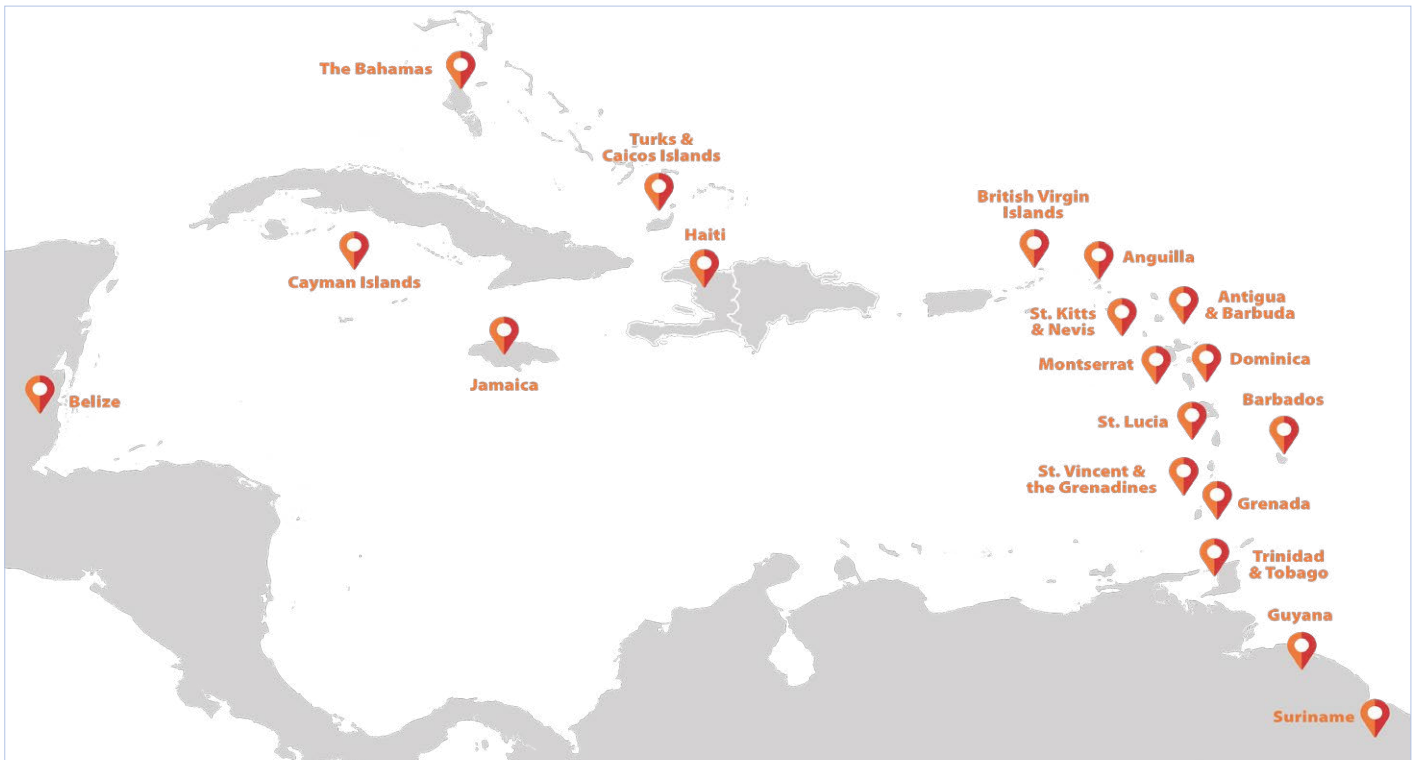 The Bahamas
Turks &
Caicos Islands
British Virgin
Islands
Haiti
Anguilla
Cayman Islands
Antigua
& Barbuda
St. Kitts
& Nevis
Jamaica
Montserrat
Dominica
Belize
Barbados
St. Lucia
St. Vincent &
the Grenadines
Grenada
Trinidad
& Tobago
Guyana
Suriname